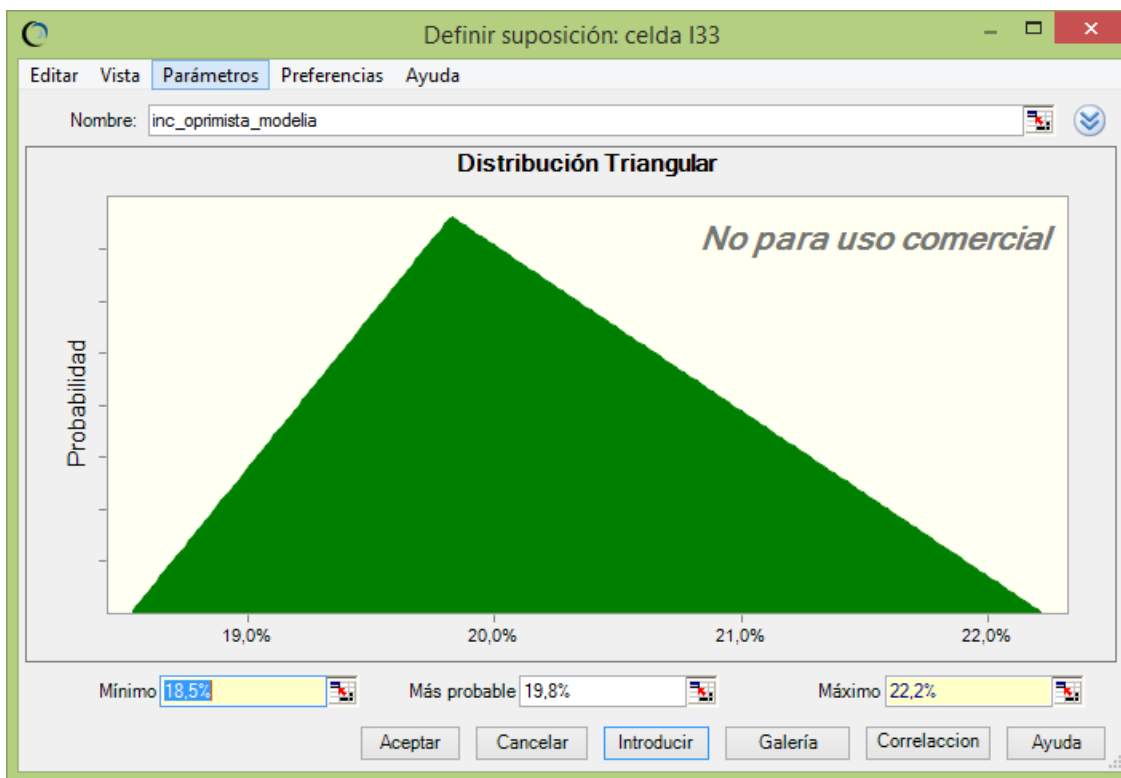 Definir suposición: celda I33
Editar Vista Parámetros Preferencias Ayuda
Nombre: inc_oprimista_modelia
Distribución Triangular
No para uso comercial
Probabilidad
19,0% 20,0% 21,0% 22,0%
Mínimo 18,5% Más probable 19,8% Máximo 22,2%
Aceptar Cancelar Introducir Galería Correlaccion Ayuda